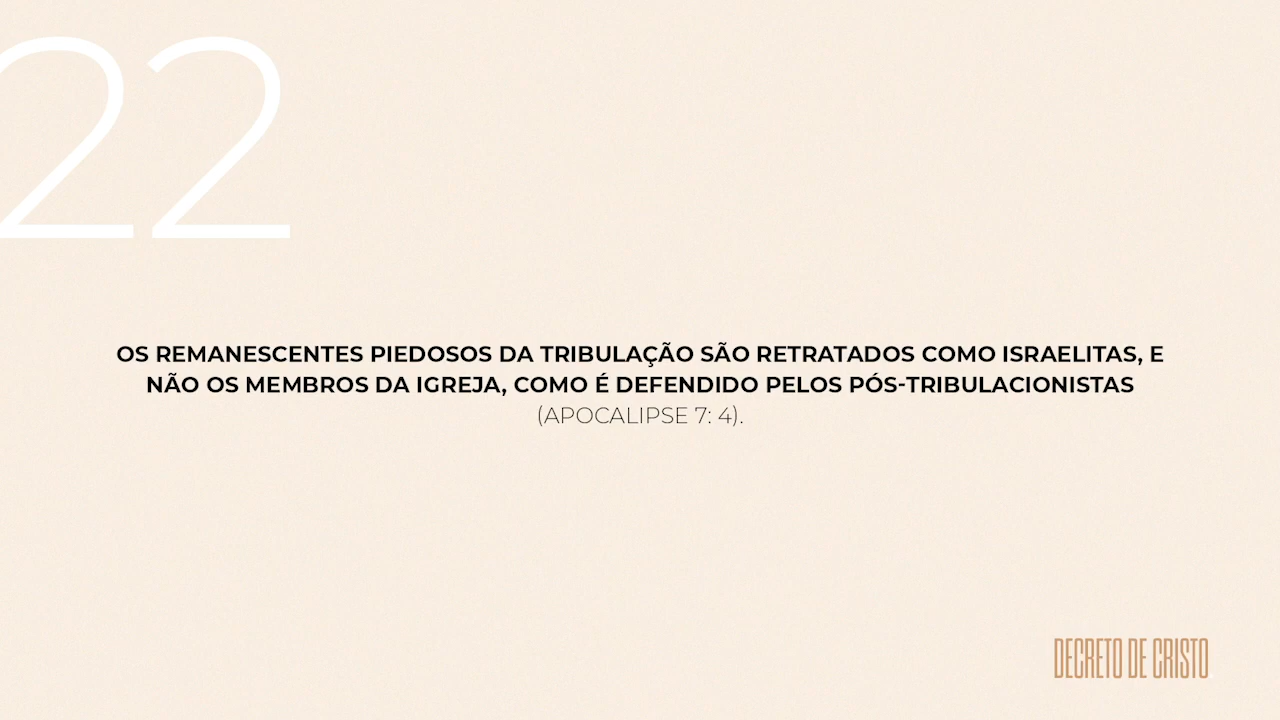 22
OS REMANESCENTES PIEDOSOS DA TRIBULAÇÃO SÃO RETRATADOS COMO ISRAELITAS, E
NÃO OS MEMBROS DA IGREJA, COMO É DEFENDIDO PELOS PÓS-TRIBULACIONISTAS
(APOCALIPSE 7: 4).
DECRETO DE CRISTO